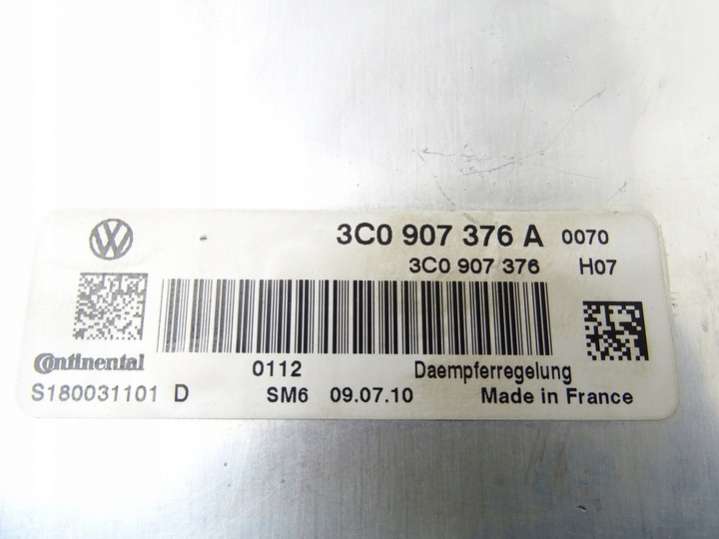 3C0 907 376 A 0070
3C0 907 376 H07
Continental 0112 Daempferregelung
S180031101 D SM6 09.07.10 Made in France